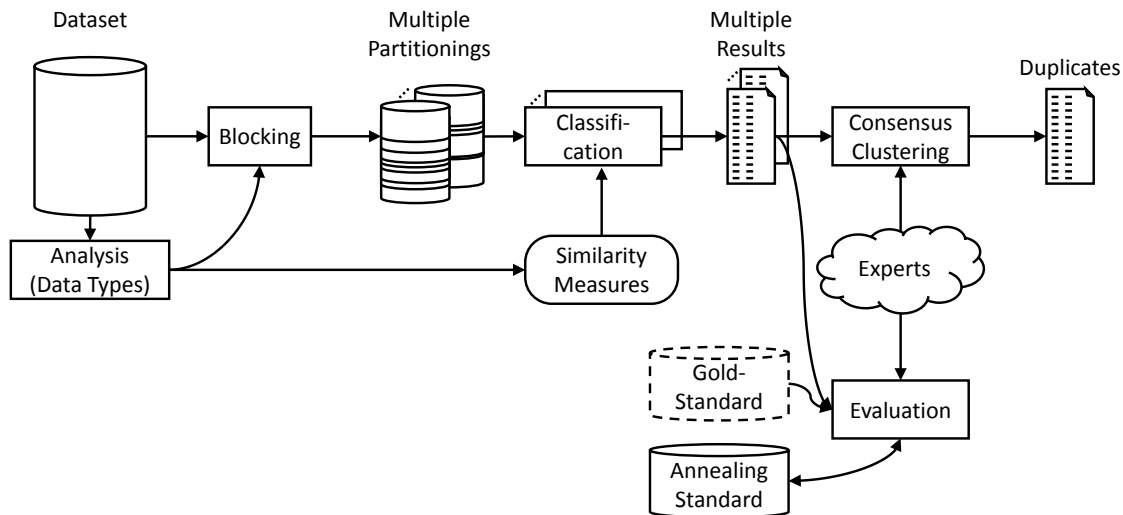 Dataset
Multiple
Partitionings
Multiple
Results
Duplicates
Blocking
Classifi-
cation
Consensus
Clustering
Analysis
(Data Types)
Similarity
Measures
Experts
Gold-
Standard
Evaluation
Annealing
Standard